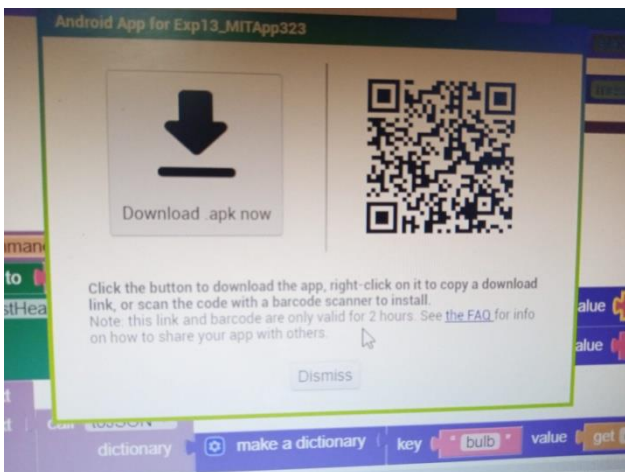 Android App for Exp13_MITApp323
Download .apk now
Click the button to download the app, right-click on it to copy a download
link, or scan the code with a barcode scanner to install.
Note: this link and barcode are only valid for 2 hours. See the FAQ for info
on how to share your app with others.
Dismiss
to
alue
alue
dictionary make a dictionary key " bulb " value get